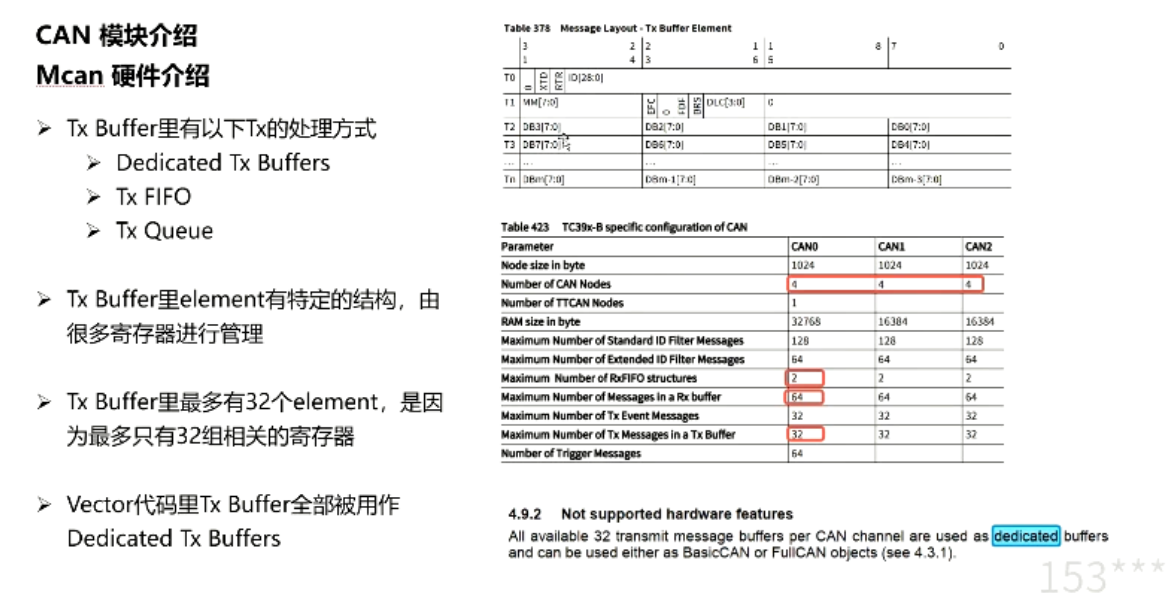 CAN 模块介绍
Mcan 硬件介绍
➢ Tx Buffer里有以下Tx的处理方式
➢ Dedicated Tx Buffers
➢ Tx FIFO
➢ Tx Queue
➢ Tx Buffer里element有特定的结构，由
很多寄存器进行管理
➢ Tx Buffer里最多有32个element，是因
为最多只有32组相关的寄存器
➢ Vector代码里Tx Buffer全部被用作
Dedicated Tx Buffers
Table 378 Message Layout - Tx Buffer Element
3 2 2 1 1 8 7 0
1 4 3 6 5
T0 XTD RTR ID[28:0]
T1 MM[7:0] EFC FDF BRS DLC[3:0] 0
T2 DB3[7:0] DB2[7:0] DB1[7:0] DB0[7:0]
T3 DB7[7:0] DB6[7:0] DB5[7:0] DB4[7:0]
... ... ... ... ...
Tn DBm[7:0] DBm-1[7:0] DBm-2[7:0] DBm-3[7:0]
Table 423 TC39x-B specific configuration of CAN
Parameter CAN0 CAN1 CAN2
Node size in byte 1024 1024 1024
Number of CAN Nodes 4 4 4
Number of TTCAN Nodes 1
RAM size in byte 32768 16384 16384
Maximum Number of Standard ID Filter Messages 128 128 128
Maximum Number of Extended ID Filter Messages 64 64 64
Maximum Number of RxFIFO structures 2 2 2
Maximum Number of Messages in a Rx buffer 64 64 64
Maximum Number of Tx Event Messages 32 32 32
Maximum Number of Tx Messages in a Tx Buffer 32 32 32
Number of Trigger Messages 64
4.9.2 Not supported hardware features
All available 32 transmit message buffers per CAN channel are used as dedicated buffers
and can be used either as BasicCAN or FullCAN objects (see 4.3.1).
153***